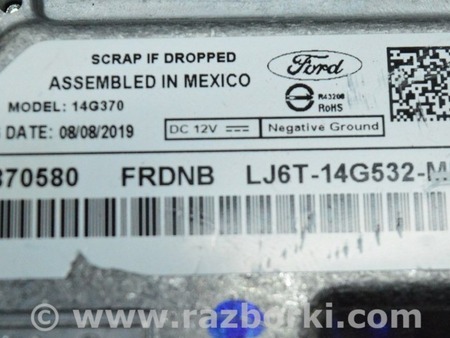 SCRAP IF DROPPED
ASSEMBLED IN MEXICO
Ford
MODEL: 14G370
R43200
RoHS
DATE: 08/08/2019
DC 12V
Negative Ground
370580 FRDNB LJ6T-14G532-M
www.razborki.com